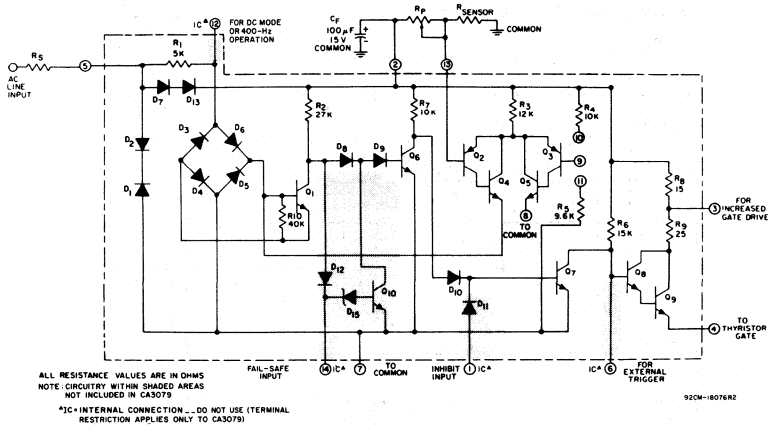 IC▲ 12
FOR DC MODE
OR 400-Hz
OPERATION
CF
100 µF
15 V
COMMON
+
-
RP
RSENSOR
COMMON
RS
AC
LINE
INPUT
5
R1
5K
2
13
D7
D13
R2
27K
R7
10K
R3
12K
R4
10K
10
D2
D3
D6
D8
D9
Q6
Q2
Q3
9
D1
D4
D5
Q1
R10
40K
Q4
Q5
8
TO
COMMON
11
R5
9.6K
R8
15
3
FOR
INCREASED
GATE DRIVE
R6
15K
R9
25
D12
D15
Q10
D10
D11
Q7
Q8
Q9
4
TO
THYRISTOR
GATE
FAIL-SAFE
INPUT
14 IC▲
7
TO
COMMON
INHIBIT
INPUT
1 IC▲
IC▲ 6
FOR
EXTERNAL
TRIGGER
ALL RESISTANCE VALUES ARE IN OHMS
NOTE: CIRCUITRY WITHIN SHADED AREAS
NOT INCLUDED IN CA3079
▲IC = INTERNAL CONNECTION -- DO NOT USE (TERMINAL
RESTRICTION APPLIES ONLY TO CA3079)
92CM-18076R2